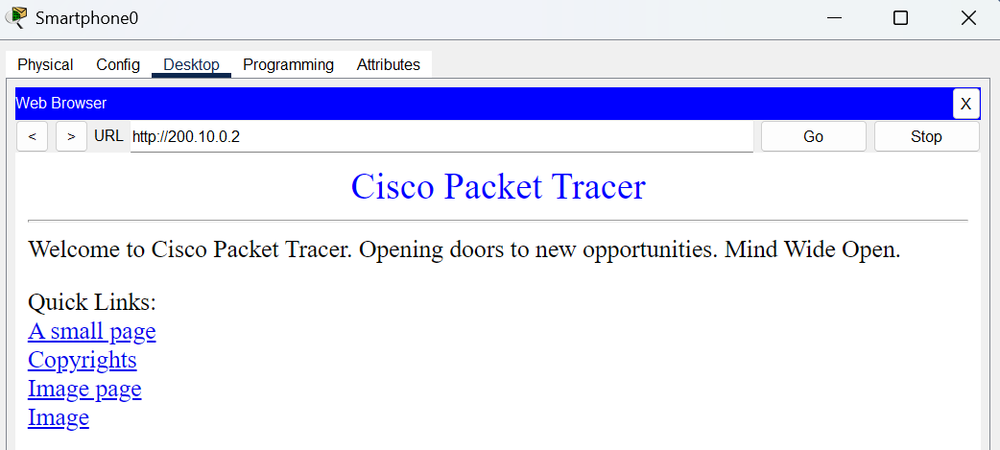 Smartphone0
Physical Config Desktop Programming Attributes
Web Browser X
< > URL http://200.10.0.2 Go Stop
Cisco Packet Tracer
Welcome to Cisco Packet Tracer. Opening doors to new opportunities. Mind Wide Open.
Quick Links:
A small page
Copyrights
Image page
Image